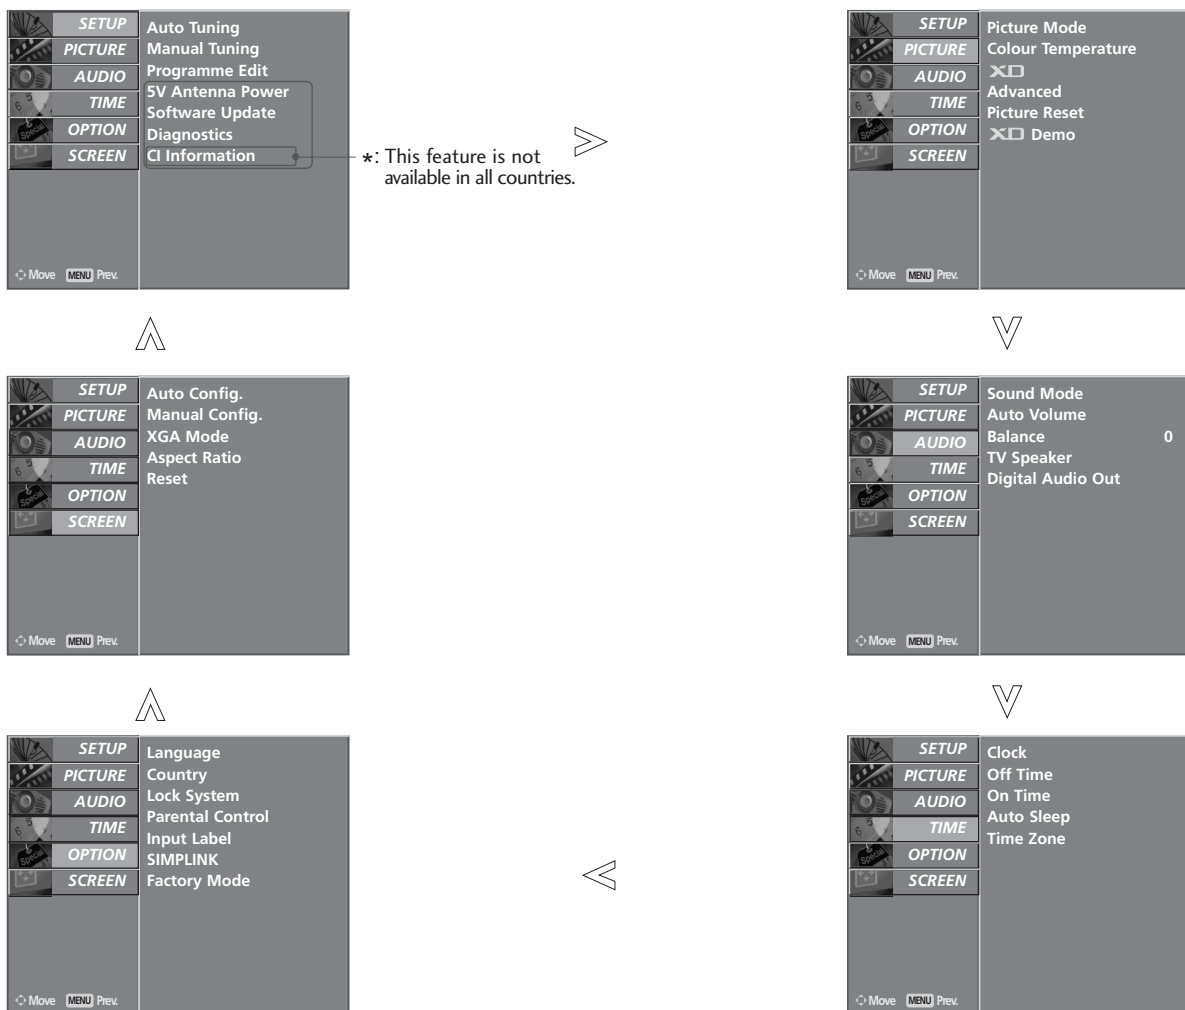 SETUP
PICTURE
AUDIO
TIME
OPTION
SCREEN
Auto Tuning
Manual Tuning
Programme Edit
5V Antenna Power
Software Update
Diagnostics
CI Information
Move MENU Prev.
*: This feature is not
available in all countries.
SETUP
PICTURE
AUDIO
TIME
OPTION
SCREEN
Picture Mode
Colour Temperature
XD
Advanced
Picture Reset
XD Demo
Move MENU Prev.
SETUP
PICTURE
AUDIO
TIME
OPTION
SCREEN
Auto Config.
Manual Config.
XGA Mode
Aspect Ratio
Reset
Move MENU Prev.
SETUP
PICTURE
AUDIO
TIME
OPTION
SCREEN
Sound Mode
Auto Volume
Balance 0
TV Speaker
Digital Audio Out
Move MENU Prev.
SETUP
PICTURE
AUDIO
TIME
OPTION
SCREEN
Language
Country
Lock System
Parental Control
Input Label
SIMPLINK
Factory Mode
Move MENU Prev.
SETUP
PICTURE
AUDIO
TIME
OPTION
SCREEN
Clock
Off Time
On Time
Auto Sleep
Time Zone
Move MENU Prev.